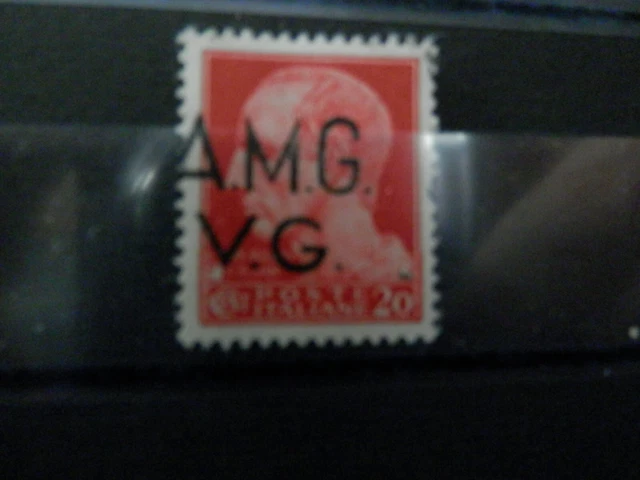 A.M.G.
V.G.
POSTE
ITALIANE 20